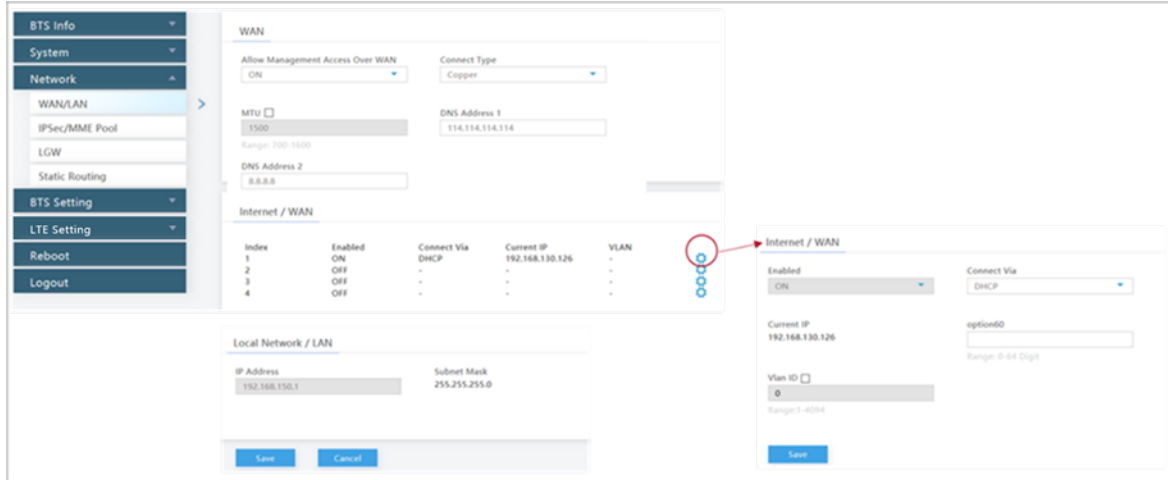 BTS Info
System
Network
WAN/LAN
IPSec/MME Pool
LGW
Static Routing
BTS Setting
LTE Setting
Reboot
Logout
WAN
Allow Management Access Over WAN Connect Type
ON Copper
MTU DNS Address 1
1500 114.114.114.114
Range: 700-1600
DNS Address 2
8.8.8.8
Internet / WAN
Index Enabled Connect Via Current IP VLAN
1 ON DHCP 192.168.130.126 -
2 OFF - - -
3 OFF - - -
4 OFF - - -
Internet / WAN
Enabled Connect Via
ON DHCP
Current IP option60
192.168.130.126
Range: 0-64 Digit
Vlan ID
0
Range:1-4094
Save
Local Network / LAN
IP Address Subnet Mask
192.168.150.1 255.255.255.0
Save Cancel